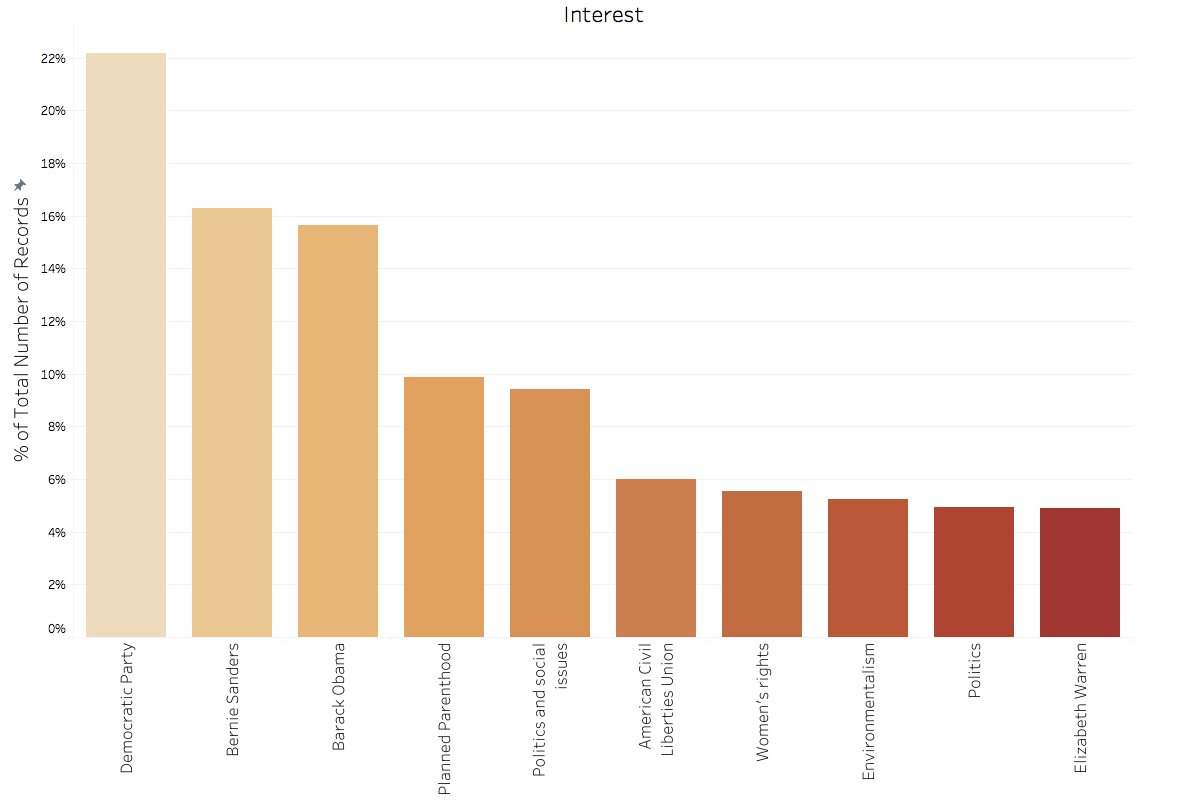 Interest
% of Total Number of Records
22%
20%
18%
16%
14%
12%
10%
8%
6%
4%
2%
0%
Democratic Party
Bernie Sanders
Barack Obama
Planned Parenthood
Politics and social
issues
American Civil
Liberties Union
Women's rights
Environmentalism
Politics
Elizabeth Warren